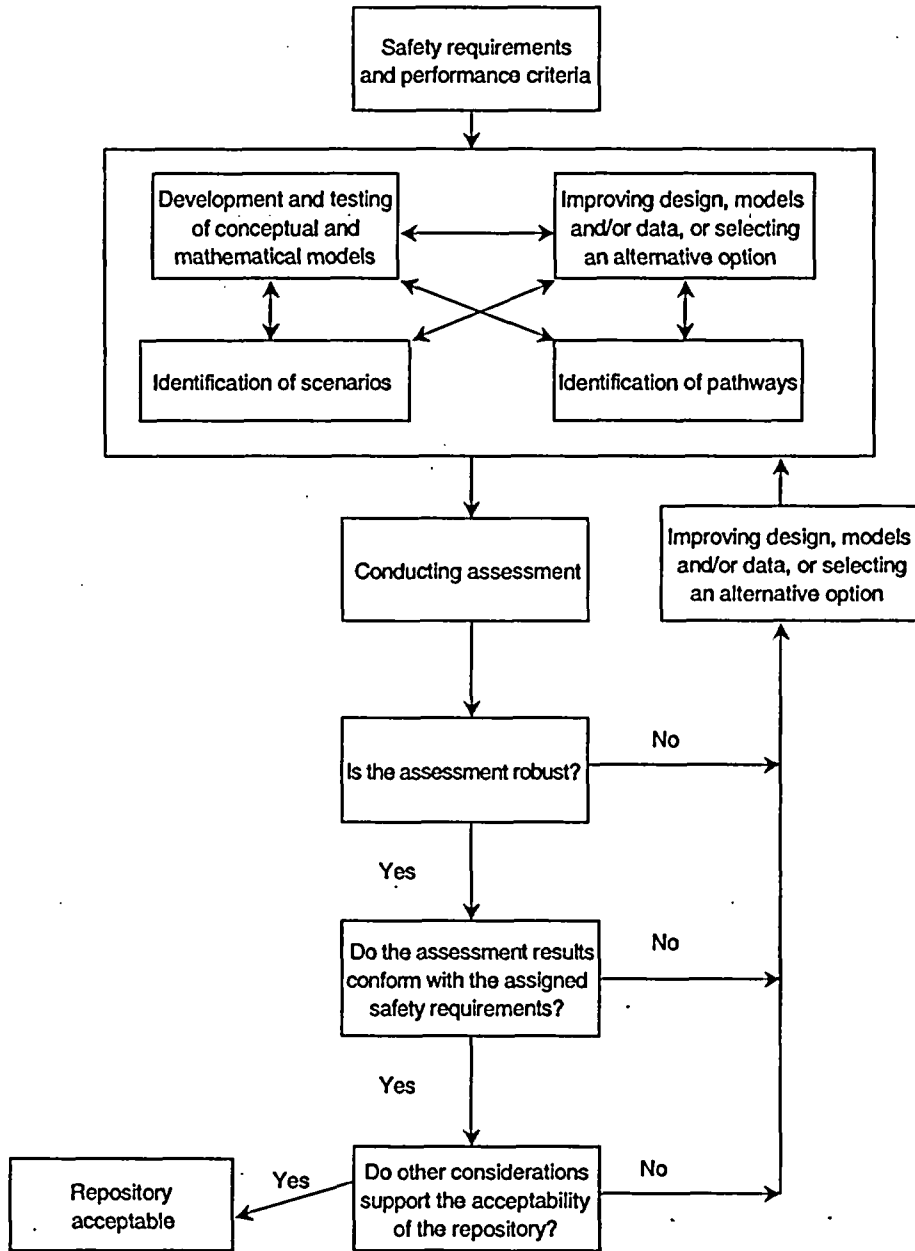 Safety requirements
and performance criteria
Development and testing
of conceptual and
mathematical models
Improving design, models
and/or data, or selecting
an alternative option
Identification of scenarios
Identification of pathways
Conducting assessment
Improving design, models
and/or data, or selecting
an alternative option
Is the assessment robust?
No
Yes
Do the assessment results
conform with the assigned
safety requirements?
No
Yes
Do other considerations
support the acceptability
of the repository?
No
Yes
Repository
acceptable